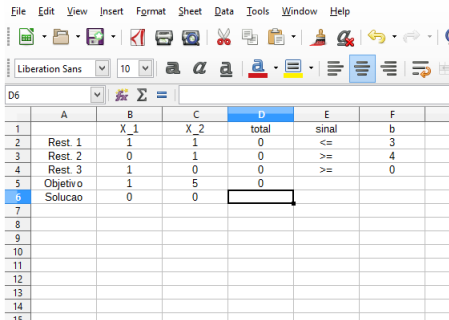 File Edit View Insert Format Sheet Data Tools Window Help
Liberation Sans 10 a a a a
D6 Σ =
A B C D E F
1 X_1 X_2 total sinal b
2 Rest. 1 1 1 0 <= 3
3 Rest. 2 0 1 0 >= 4
4 Rest. 3 1 0 0 >= 0
5 Objetivo 1 5 0
6 Solucao 0 0
7
8
9
10
11
12
13
14
15